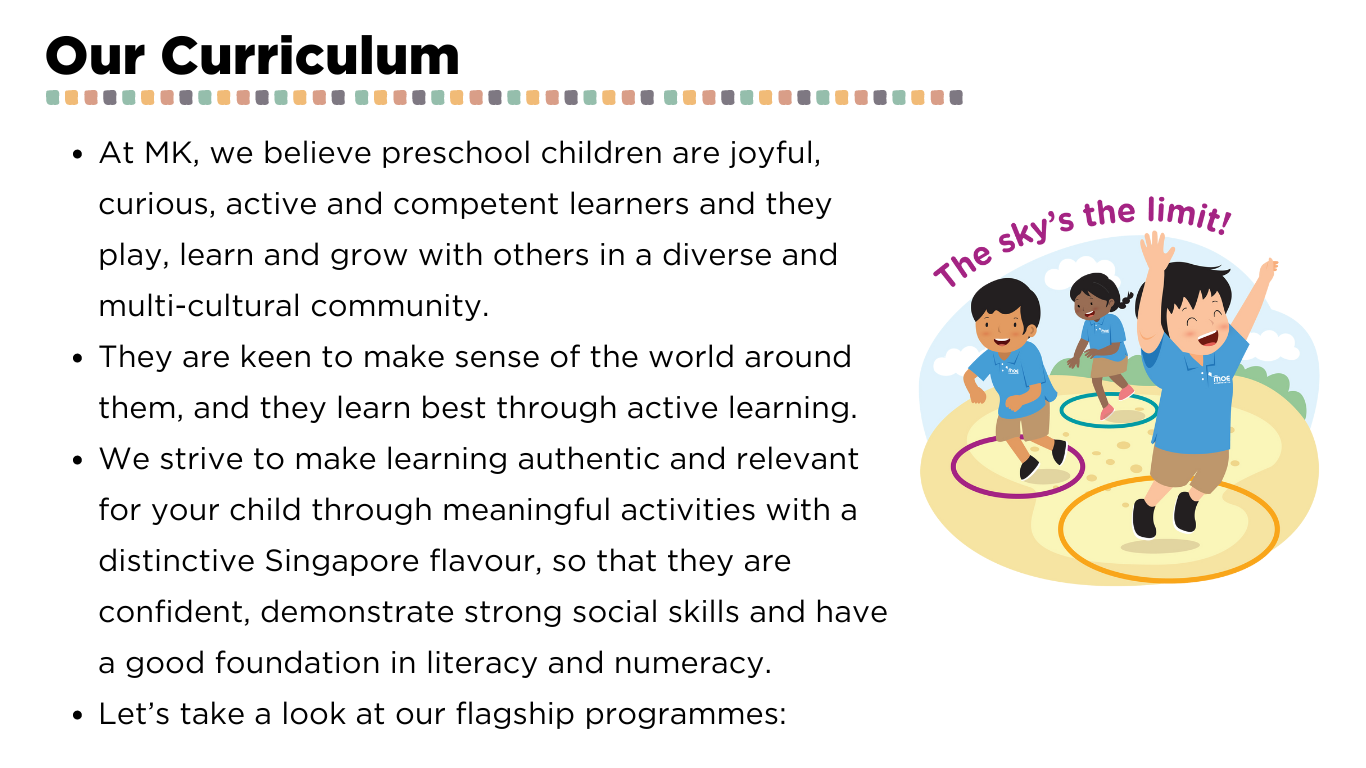 Our Curriculum
• At MK, we believe preschool children are joyful,
curious, active and competent learners and they
play, learn and grow with others in a diverse and
multi-cultural community.
• They are keen to make sense of the world around
them, and they learn best through active learning.
• We strive to make learning authentic and relevant
for your child through meaningful activities with a
distinctive Singapore flavour, so that they are
confident, demonstrate strong social skills and have
a good foundation in literacy and numeracy.
• Let’s take a look at our flagship programmes:
The sky’s the limit!
moe
moe